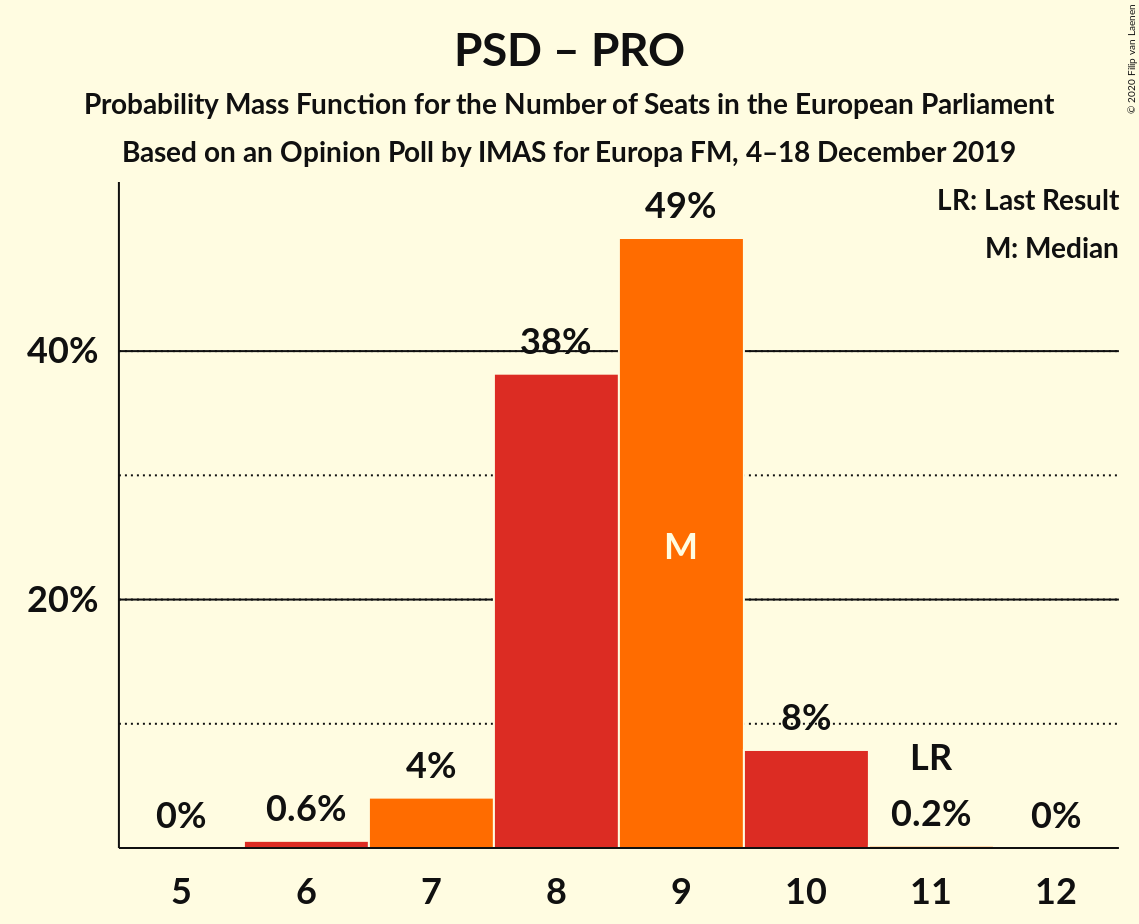 PSD – PRO
Probability Mass Function for the Number of Seats in the European Parliament
Based on an Opinion Poll by IMAS for Europa FM, 4–18 December 2019
© 2020 Filip van Laenen
LR: Last Result
M: Median
49%
38%
40%
M
20%
8%
4%
LR
0%
0.6%
0.2%
0%
5 6 7 8 9 10 11 12